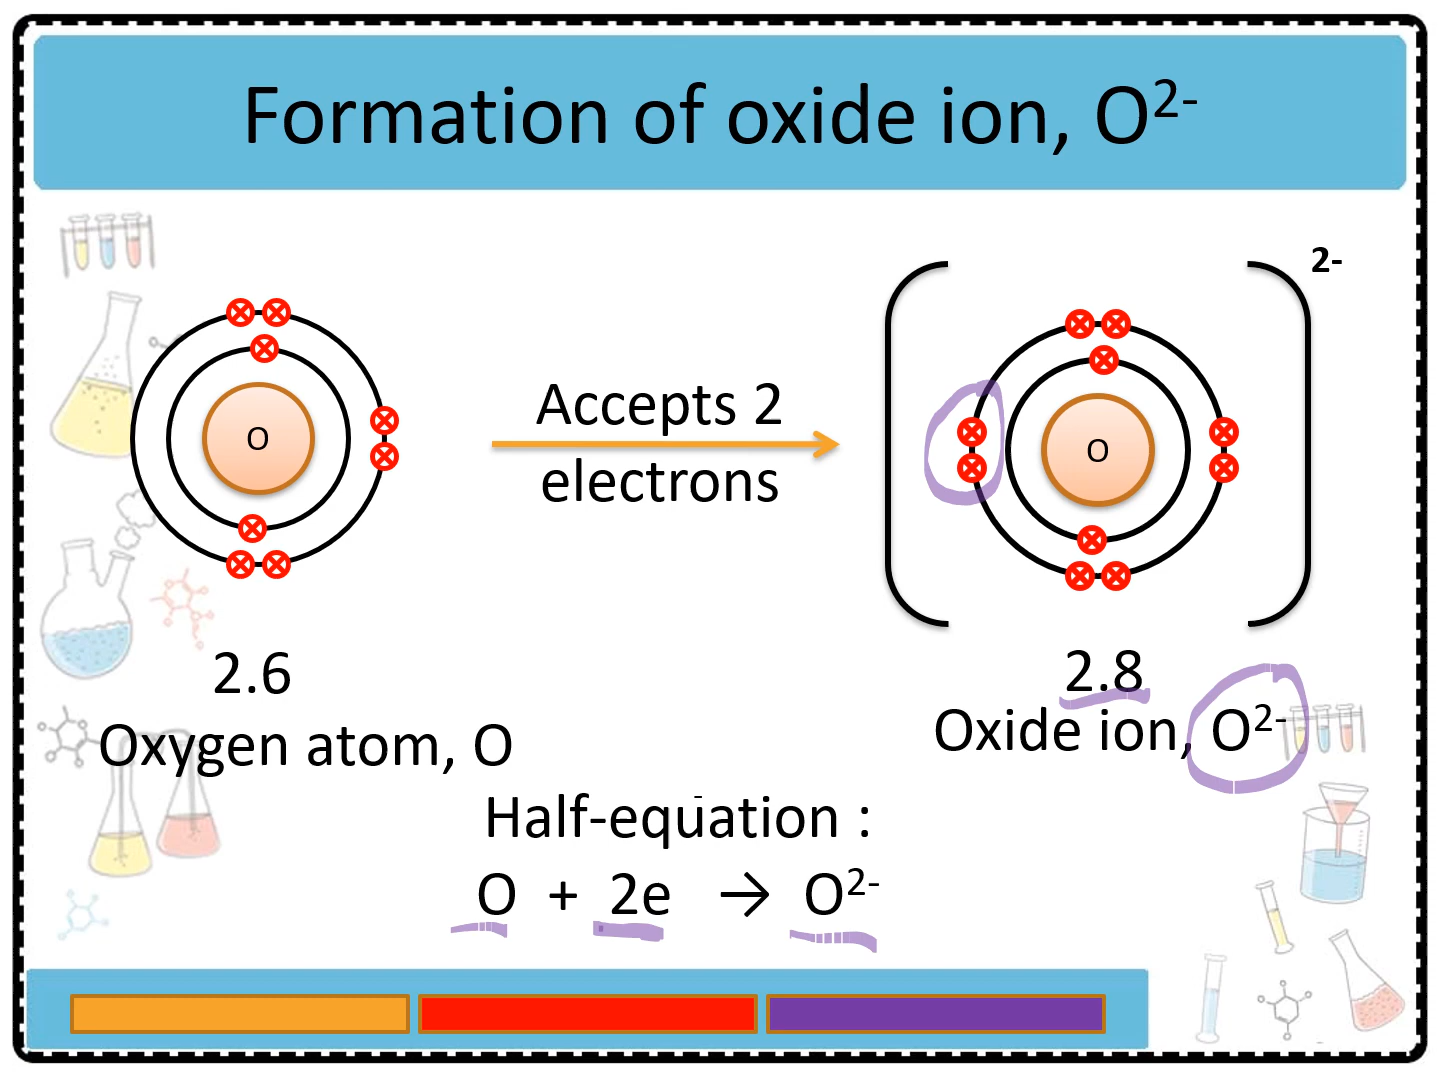 Formation of oxide ion, O²⁻
2-
O
O
Accepts 2
electrons
2.6
Oxygen atom, O
2.8
Oxide ion, O²⁻
Half-equation :
O + 2e → O²⁻